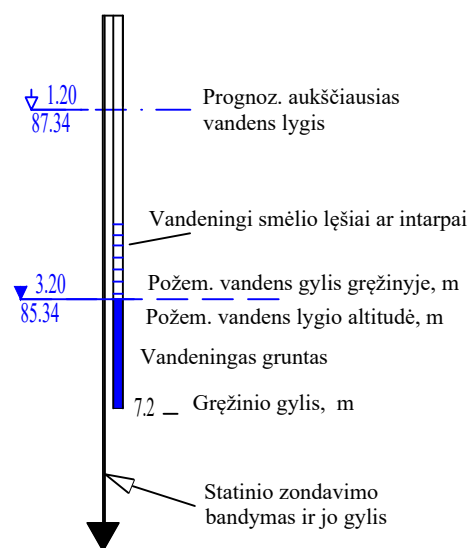 1.20
87.34
Prognoz. aukščiausias
vandens lygis
Vandeningi smėlio lęšiai ar intarpai
3.20
85.34
Požem. vandens gylis gręžinyje, m
Požem. vandens lygio altitudė, m
Vandeningas gruntas
7.2
Gręžinio gylis, m
Statinio zondavimo
bandymas ir jo gylis